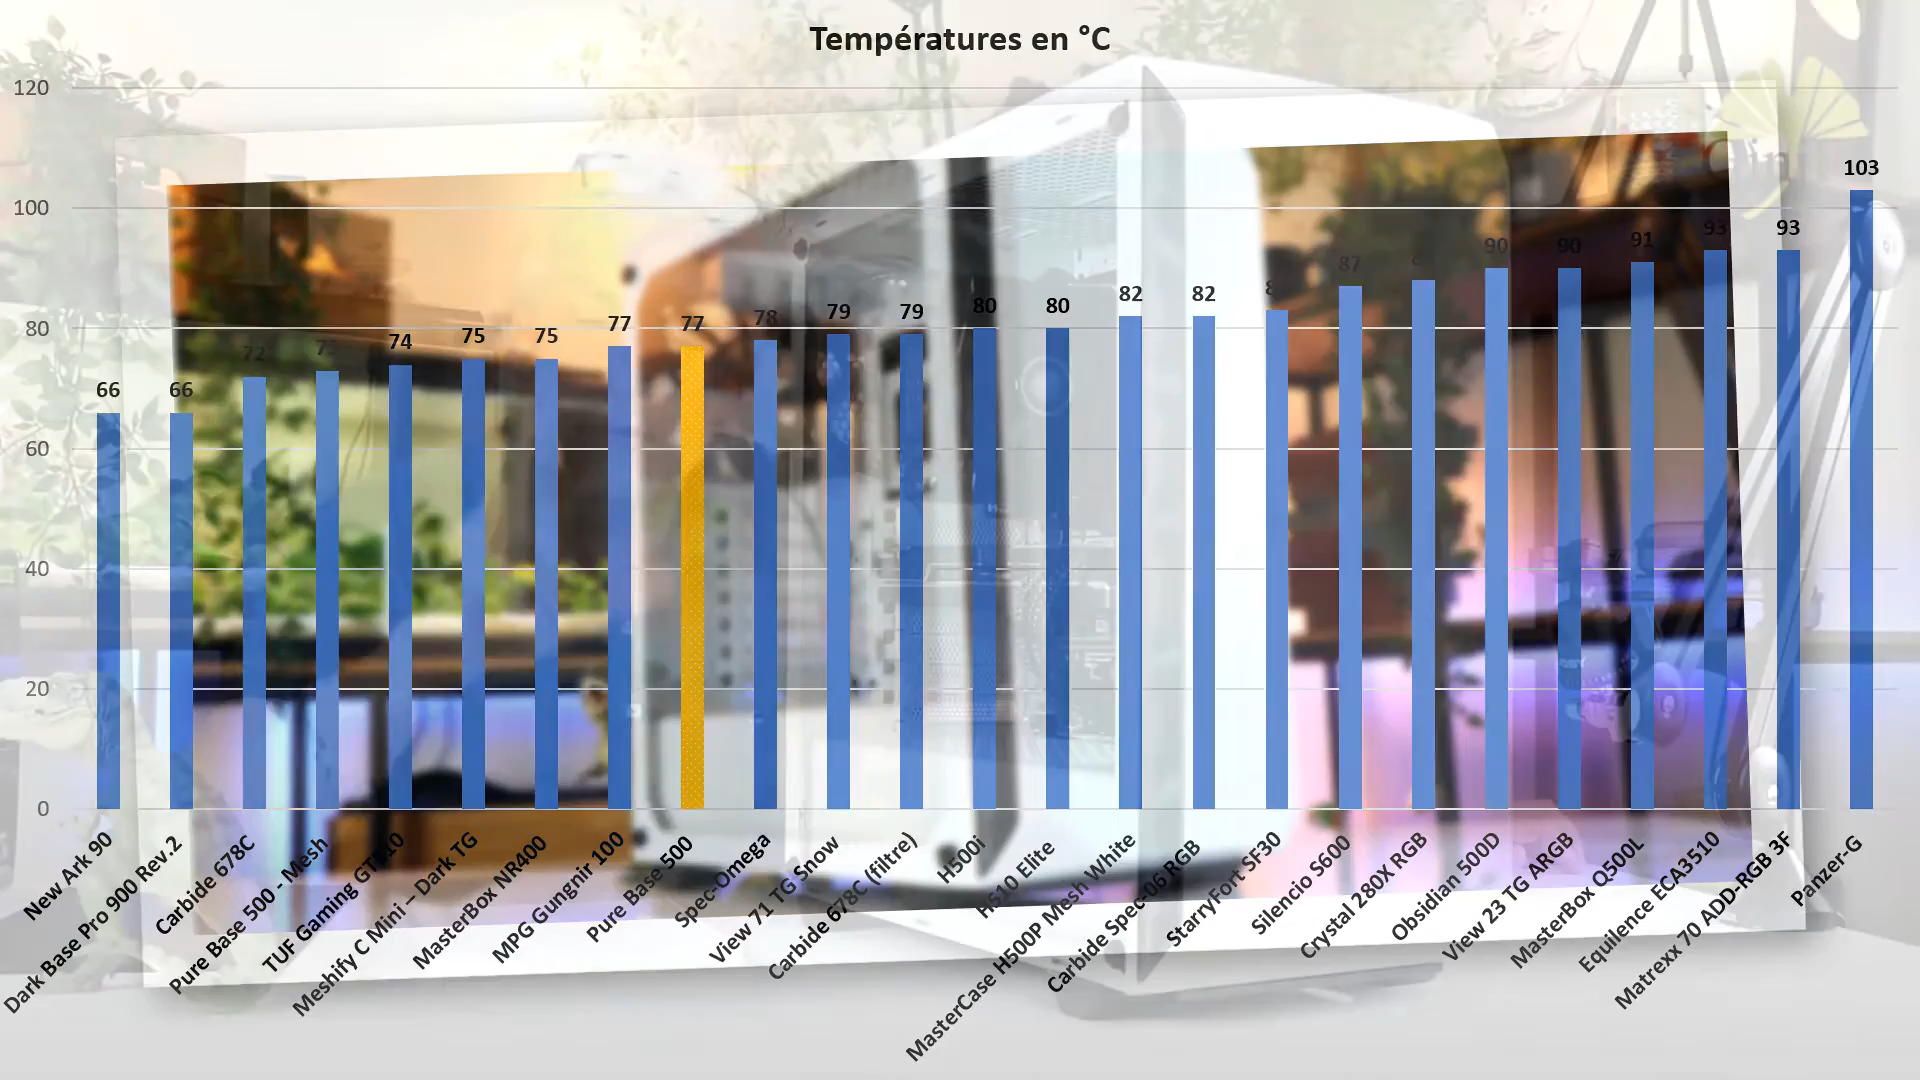 Températures en °C
120
100
80
60
40
20
0
66
66
72
74
75
75
77
77
78
79
79
80
80
82
82
87
90
90
91
93
93
103
New Ark 90
Dark Base Pro 900 Rev.2
Carbide 678C
Pure Base 500 - Mesh
TUF Gaming
Meshify C Mini – Dark TG
MasterBox NR400
MPG Gungnir 100
Pure Base 500
Spec-Omega
View 71 TG Snow
Carbide 678C (filtre)
H500i
HS10 Elite
MasterCase H500P Mesh White
Carbide Spec-06 RGB
StarryFort SF30
Silencio S600
Crystal 280X RGB
Obsidian 500D
View 23 TG ARGB
MasterBox Q500L
Equilence ECA3510
Matrexx 70 ADD-RGB 3F
Panzer-G